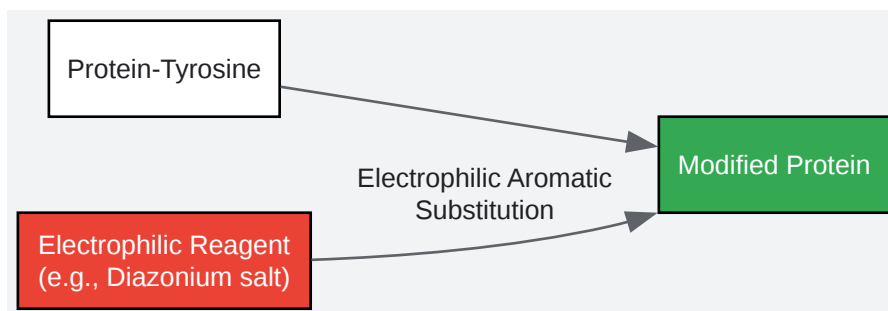 Protein-Tyrosine
Modified Protein
Electrophilic Aromatic
Substitution
Electrophilic Reagent
(e.g., Diazonium salt)